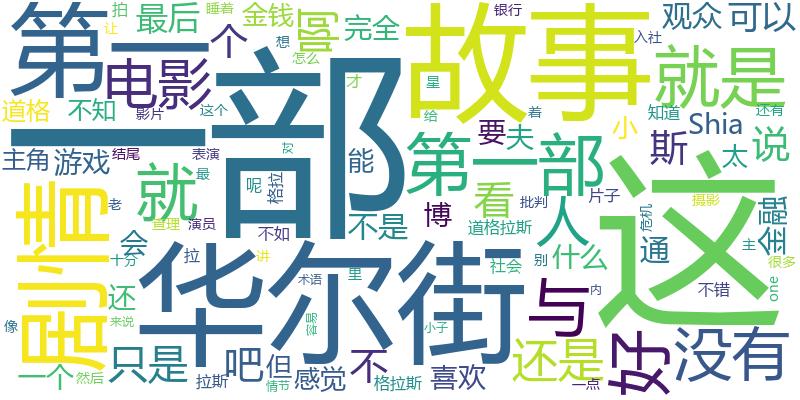 第一
一部
这
华尔街
故事
剧情
就是
第一部
电影
与
好
就
没有
还是
人
看
说
斯
啊
不
吧
只是
最后
个
金钱
完全
观众
可以
Shia
太
小
要
夫
博
不是
能
会
还
主角
游戏
道格
不知
一个
但
感觉
喜欢
什么
通
金融
拍
睡着
让
银行
入社
想
怎么
才
星
给
着
知道
还有
这个
影片
结尾
表演
对
呢
格拉
最
老
查理
演员
不如
道格拉斯
批判
片子
摄影
危机
主
很多
one
不错
别
社会
里
讲
拉
十分
来说
像
然后
拉斯
情节
术语
容易
小子
格拉斯
内
一点